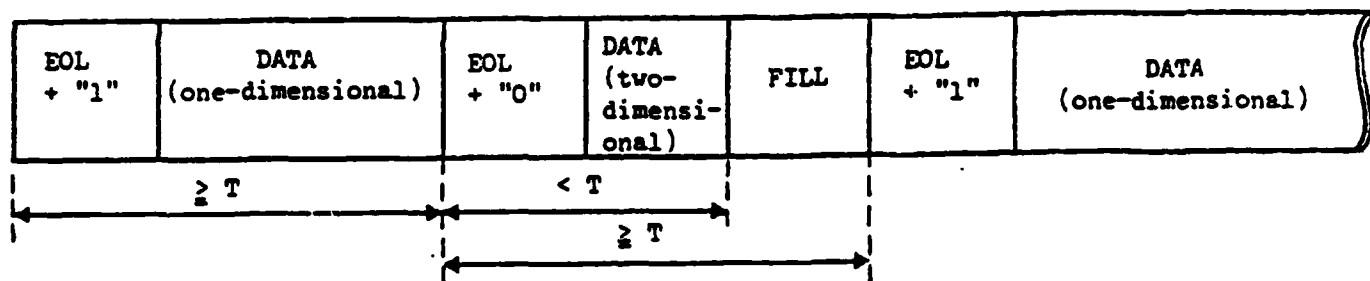 EOL
+ "1"
DATA
(one-dimensional)
EOL
+ "0"
DATA
(two-
dimensi-
onal)
FILL
EOL
+ "1"
DATA
(one-dimensional)
≧ T
< T
≧ T